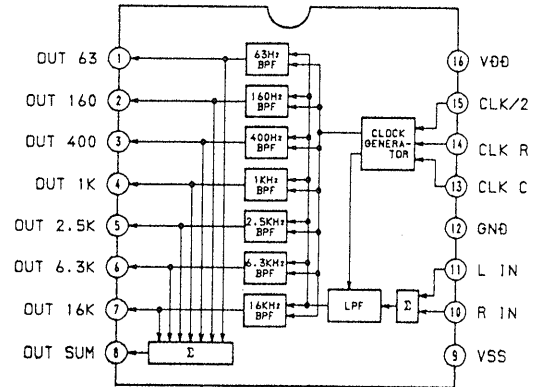 OUT 63
1
63Hz
BPF
16
VDD
OUT 160
2
160Hz
BPF
15
CLK/2
OUT 400
3
400Hz
BPF
CLOCK
GENERA-
TOR
14
CLK R
OUT 1K
4
1KHz
BPF
13
CLK C
OUT 2.5K
5
2.5KHz
BPF
12
GND
OUT 6.3K
6
6.3KHz
BPF
11
L IN
OUT 16K
7
16KHz
BPF
LPF
Σ
10
R IN
OUT SUM
8
Σ
9
VSS